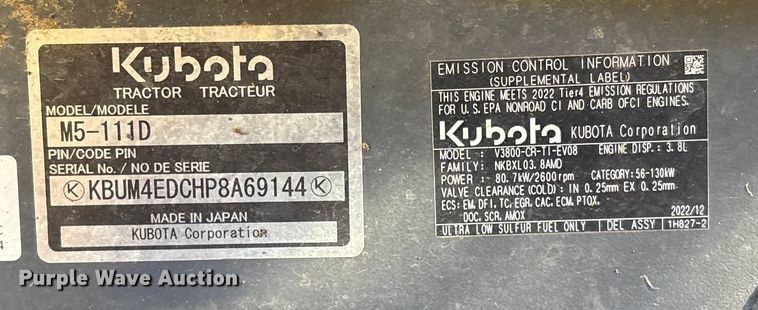 Kubota
TRACTOR TRACTEUR
MODEL/MODELE
M5-111D
PIN/CODE PIN
SERIAL No. / NO DE SERIE
K KBUM4EDCHP8A69144 K
MADE IN JAPAN
KUBOTA Corporation
EMISSION CONTROL INFORMATION
(SUPPLEMENTAL LABEL)
THIS ENGINE MEETS 2022 Tier4 EMISSION REGULATIONS
FOR U.S. EPA NONROAD CI AND CARB OFCI ENGINES.
Kubota KUBOTA Corporation
MODEL : V3800-CR-TI-EV08 ENGINE DISP.: 3.8L
FAMILY : NKBXL03.8AMD
POWER : 80.7kW/2600rpm CATEGORY:56-130kW
VALVE CLEARANCE (COLD) : IN 0.25mm EX 0.25mm
ECS: EM, DFI, TC, EGR, CAC, ECM, PTOX,
DOC, SCR, AMOX
2022/12
ULTRA LOW SULFUR FUEL ONLY DEL ASSY 1H827-2
C
4
Purple Wave Auction